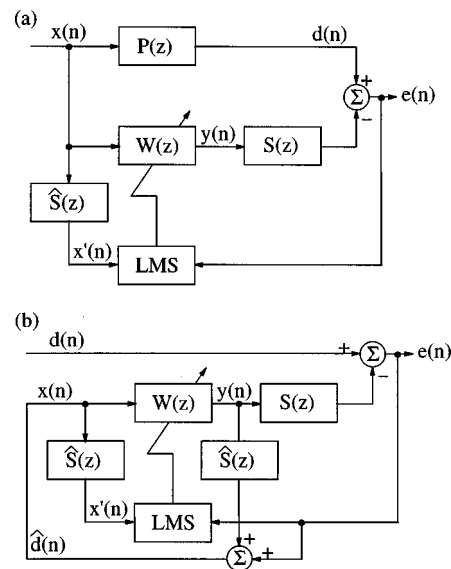 (a)
x(n)
P(z)
d(n)
+
Σ
e(n)
−
W(z)
y(n)
S(z)
Ŝ(z)
x'(n)
LMS
(b)
d(n)
+
Σ
e(n)
−
x(n)
W(z)
y(n)
S(z)
Ŝ(z)
Ŝ(z)
x'(n)
LMS
d̂(n)
+
Σ
+